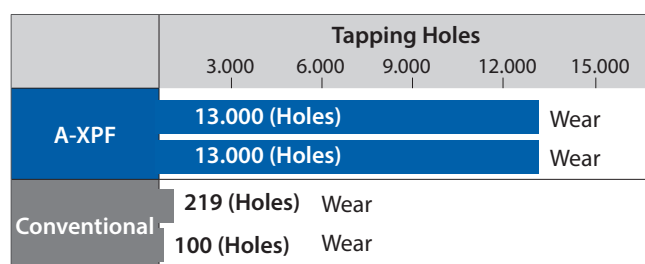 Tapping Holes
3.000 6.000 9.000 12.000 15.000
A-XPF
13.000 (Holes) Wear
13.000 (Holes) Wear
Conventional
219 (Holes) Wear
100 (Holes) Wear